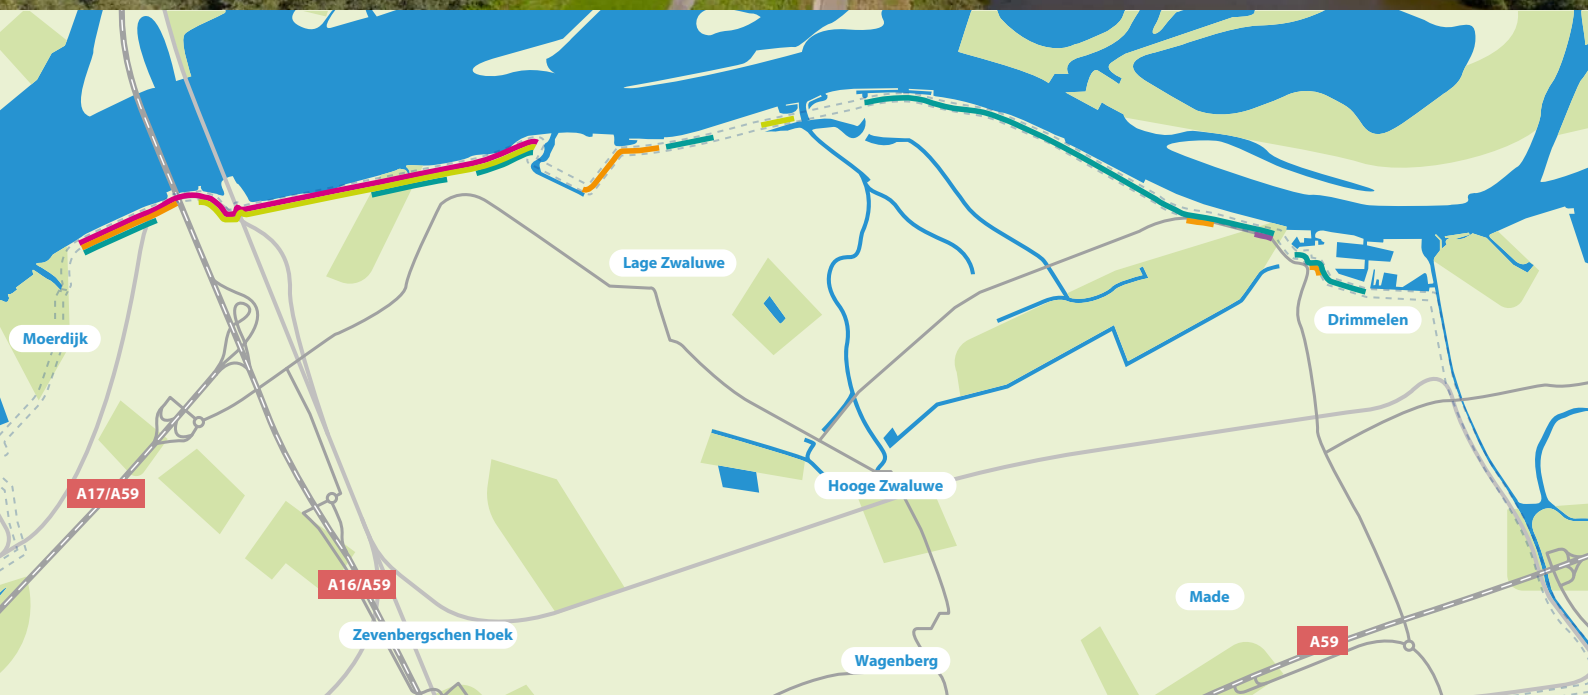 Lage Zwaluwe
Drimmelen
Moerdijk
Hooge Zwaluwe
A17/A59
A16/A59
Made
Zevenbergschen Hoek
A59
Wagenberg